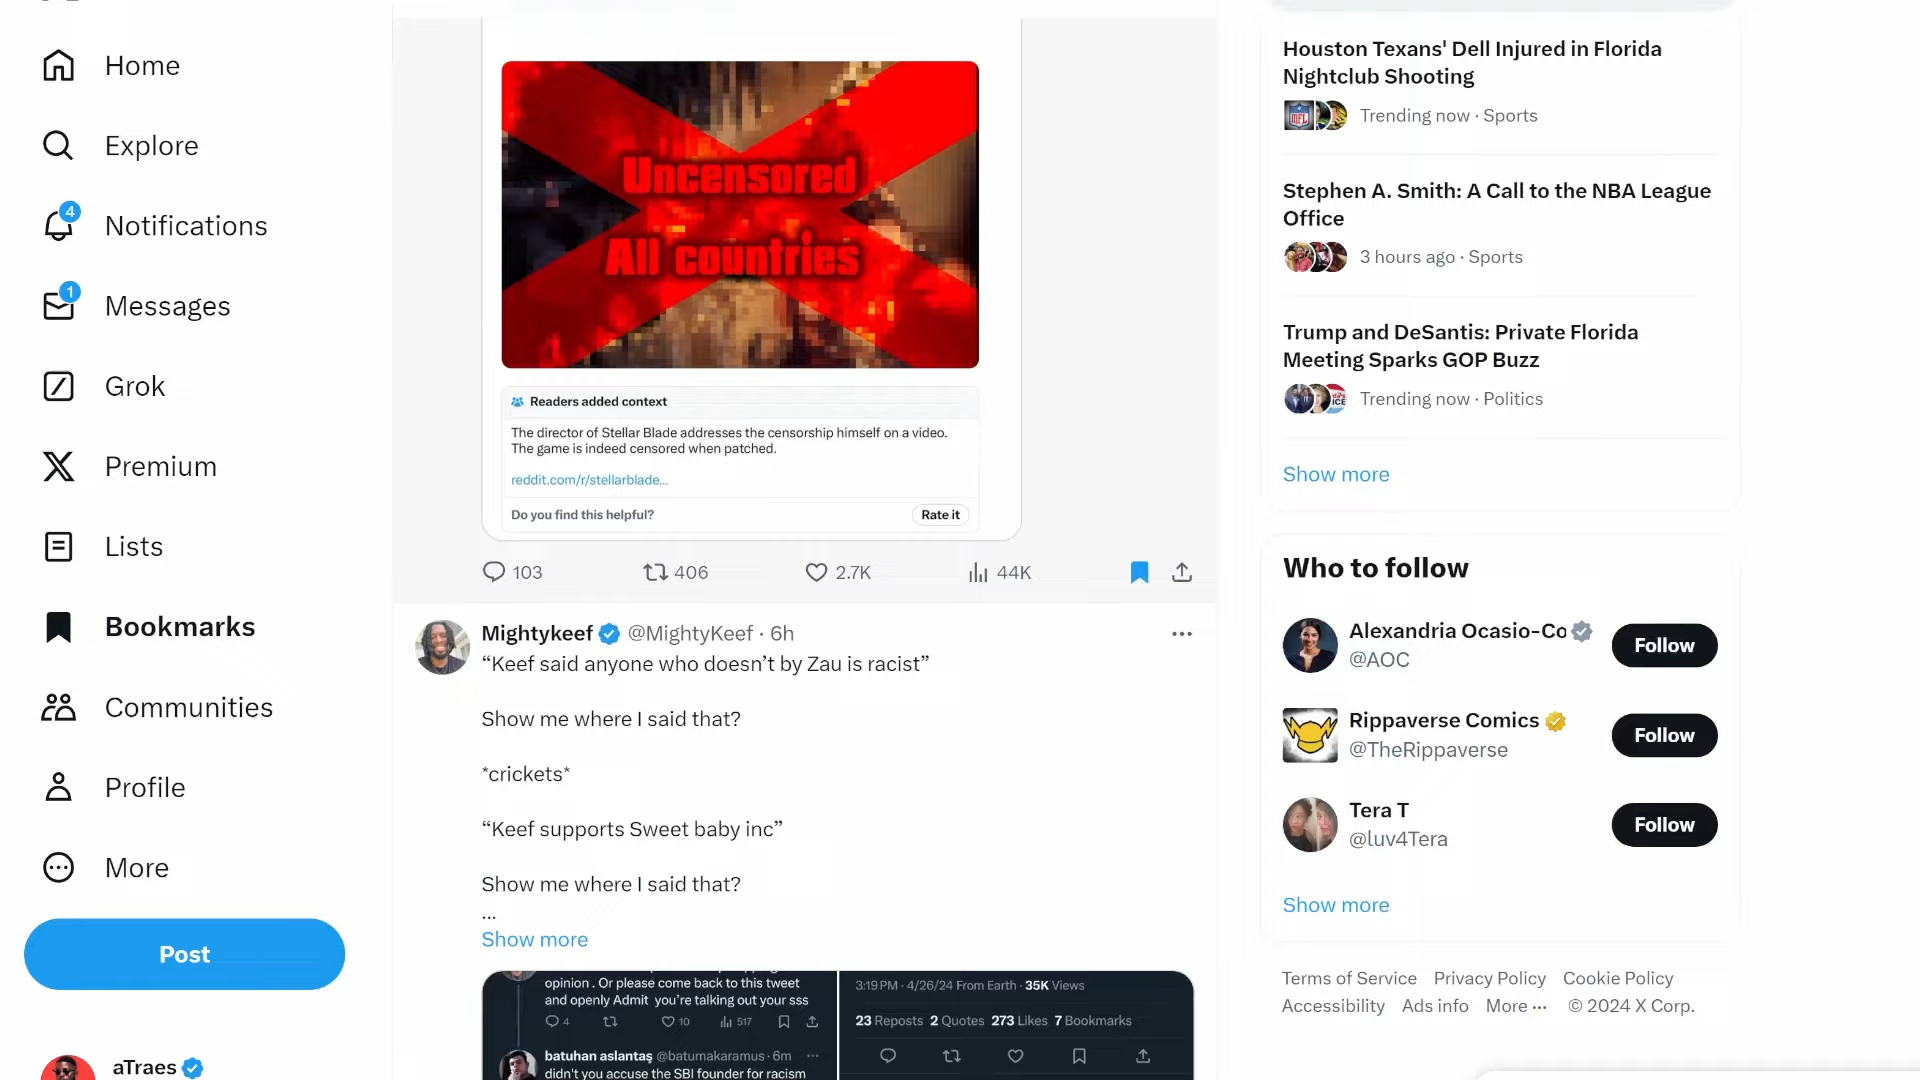 Home
Explore
4
Notifications
1
Messages
Grok
Premium
Lists
Bookmarks
Communities
Profile
More
Post
aTraes
Uncensored
All countries
Readers added context
The director of Stellar Blade addresses the censorship himself on a video.
The game is indeed censored when patched.
reddit.com/r/stellarblade...
Do you find this helpful?
Rate it
103
406
2.7K
44K
Mightykeef @MightyKeef · 6h
“Keef said anyone who doesn’t by Zau is racist”
Show me where I said that?
*crickets*
“Keef supports Sweet baby inc”
Show me where I said that?
...
Show more
opinion . Or please come back to this tweet
and openly Admit you’re talking out your sss
4
10
517
batuhan aslantaş @batumakaramus · 6m
didn't you accuse the SBI founder for racism
3:19 PM · 4/26/24 From Earth · 35K Views
23 Reposts 2 Quotes 273 Likes 7 Bookmarks
Houston Texans' Dell Injured in Florida
Nightclub Shooting
NFL
Trending now · Sports
Stephen A. Smith: A Call to the NBA League
Office
3 hours ago · Sports
Trump and DeSantis: Private Florida
Meeting Sparks GOP Buzz
ICE
Trending now · Politics
Show more
Who to follow
Alexandria Ocasio-Co
@AOC
Follow
Rippaverse Comics
@TheRippaverse
Follow
Tera T
@luv4Tera
Follow
Show more
Terms of Service Privacy Policy Cookie Policy
Accessibility Ads info More ··· © 2024 X Corp.